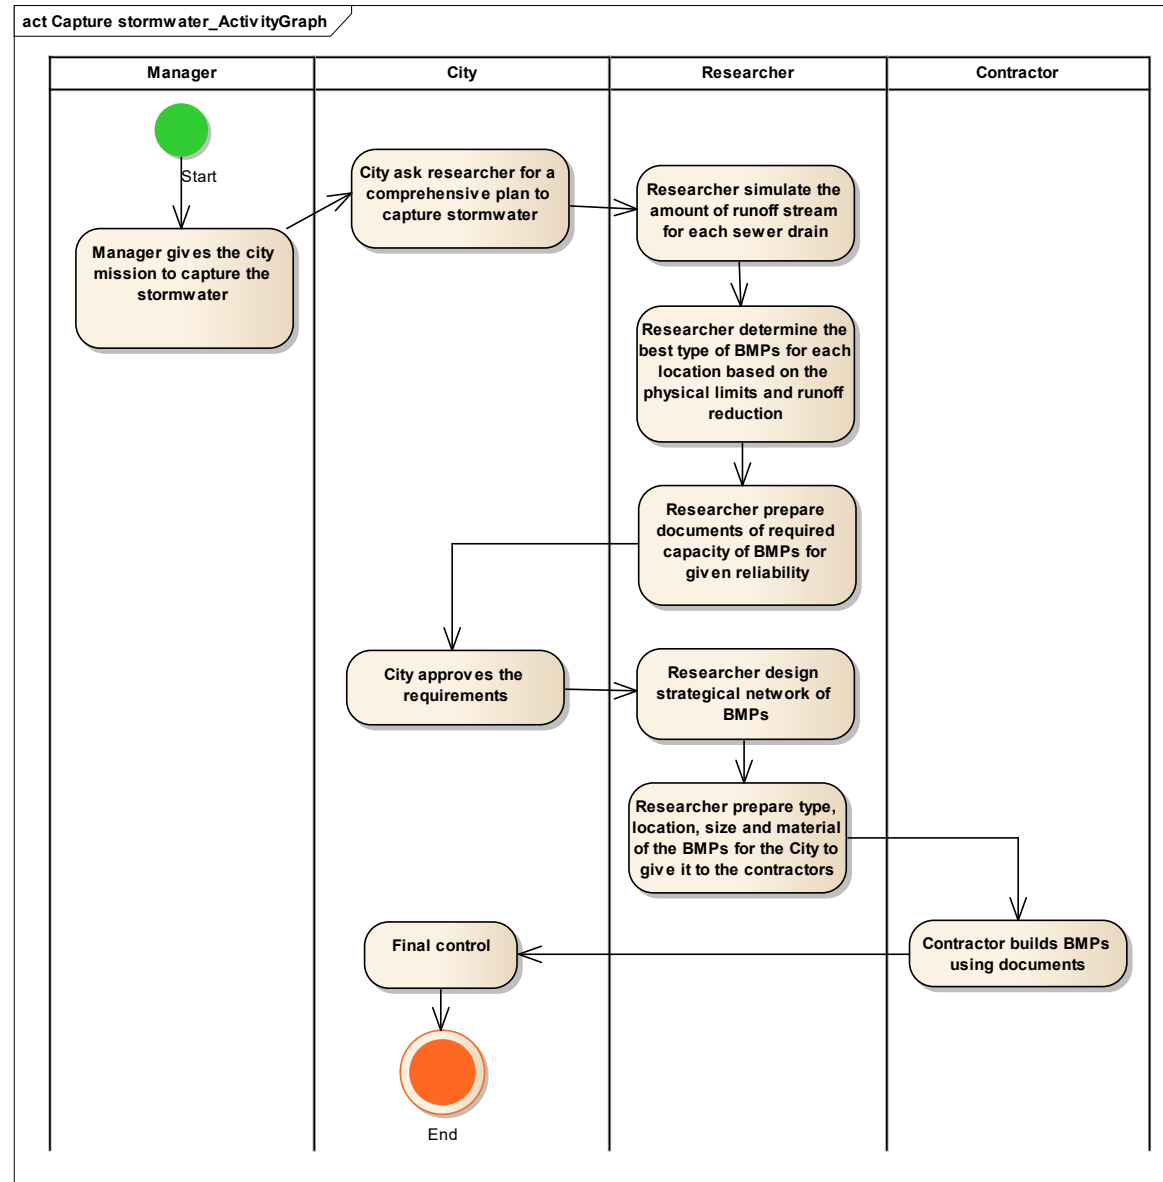 act Capture stormwater_ActivityGraph
Manager
City
Researcher
Contractor
Start
Manager gives the city
mission to capture the
stormwater
City ask researcher for a
comprehensive plan to
capture stormwater
Researcher simulate the
amount of runoff stream
for each sewer drain
Researcher determine the
best type of BMPs for each
location based on the
physical limits and runoff
reduction
Researcher prepare
documents of required
capacity of BMPs for
given reliability
City approves the
requirements
Researcher design
strategical network of
BMPs
Researcher prepare type,
location, size and material
of the BMPs for the City to
give it to the contractors
Contractor builds BMPs
using documents
Final control
End